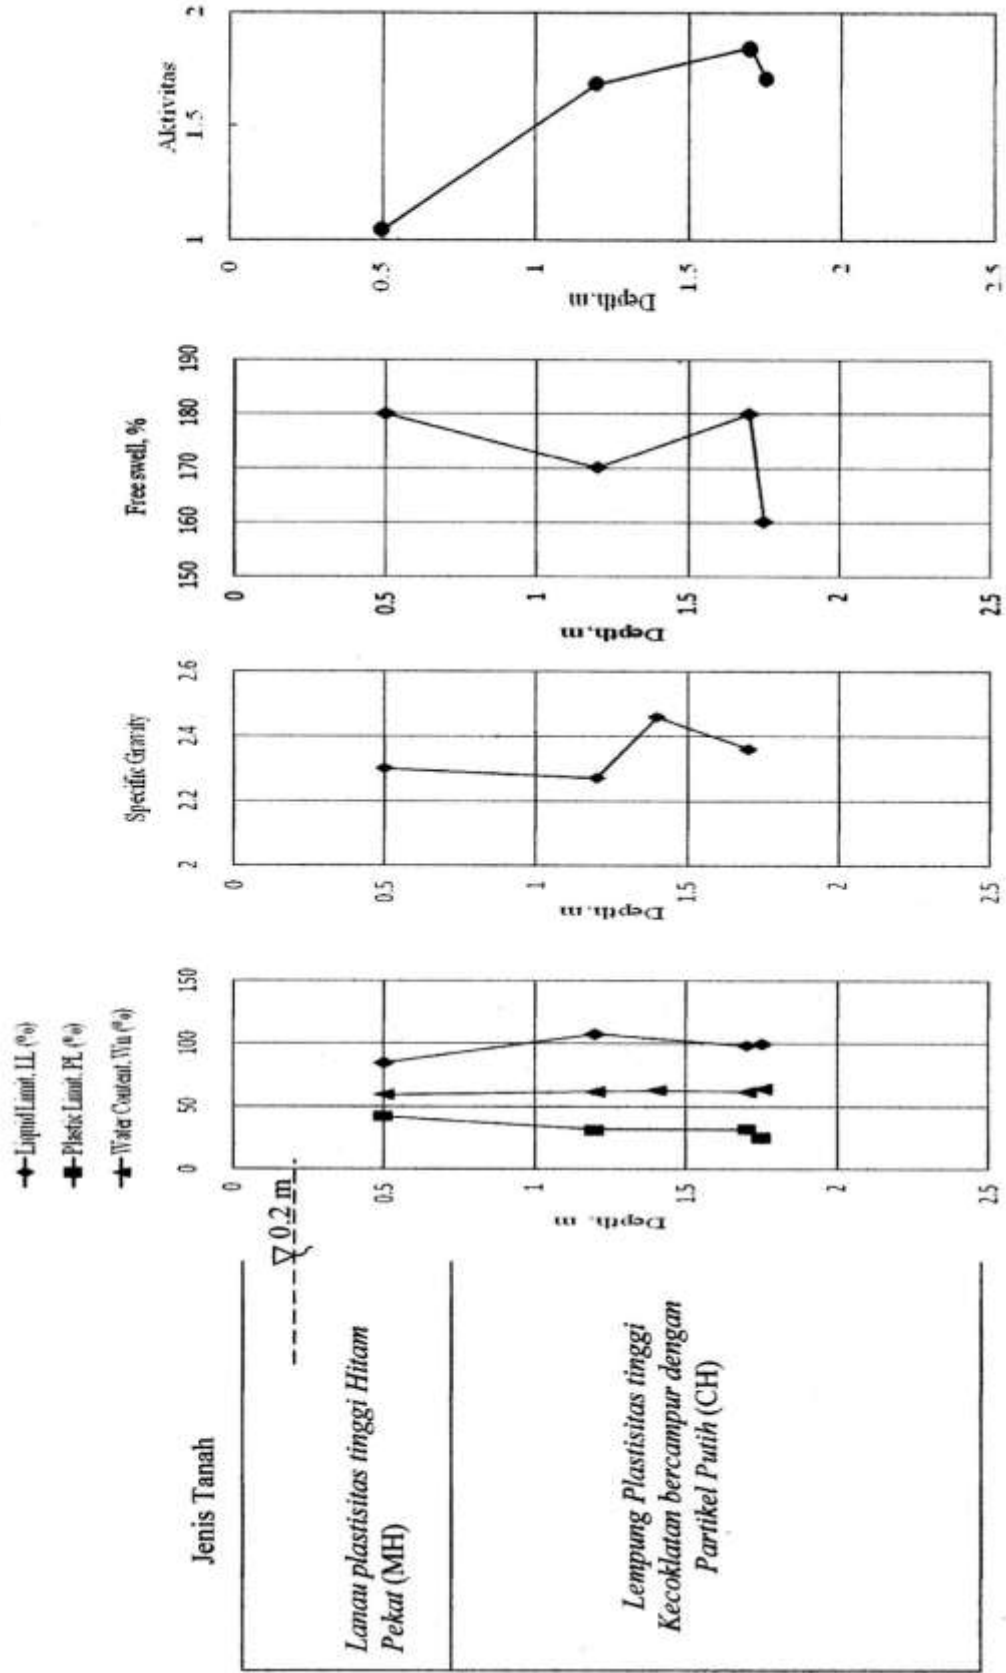 Liquid Limit, LL (%)
Plastic Limit, PL (%)
Water Content, Wn (%)
Jenis Tanah
0.2 m
Lanau plastisitas tinggi Hitam
Pekat (MH)
Lempung Plastisitas tinggi
Kecoklatan bercampur dengan
Partikel Putih (CH)
0 50 100 150
0
0.5
1
1.5
2
2.5
Depth, m
Specific Gravity
2 2.2 2.4 2.6
0
0.5
1
1.5
2
2.5
Depth, m
Free swell, %
150 160 170 180 190
0
0.5
1
1.5
2
2.5
Depth, m
Aktivitas
1 1.5 2
0
0.5
1
1.5
2
2.5
Depth, m